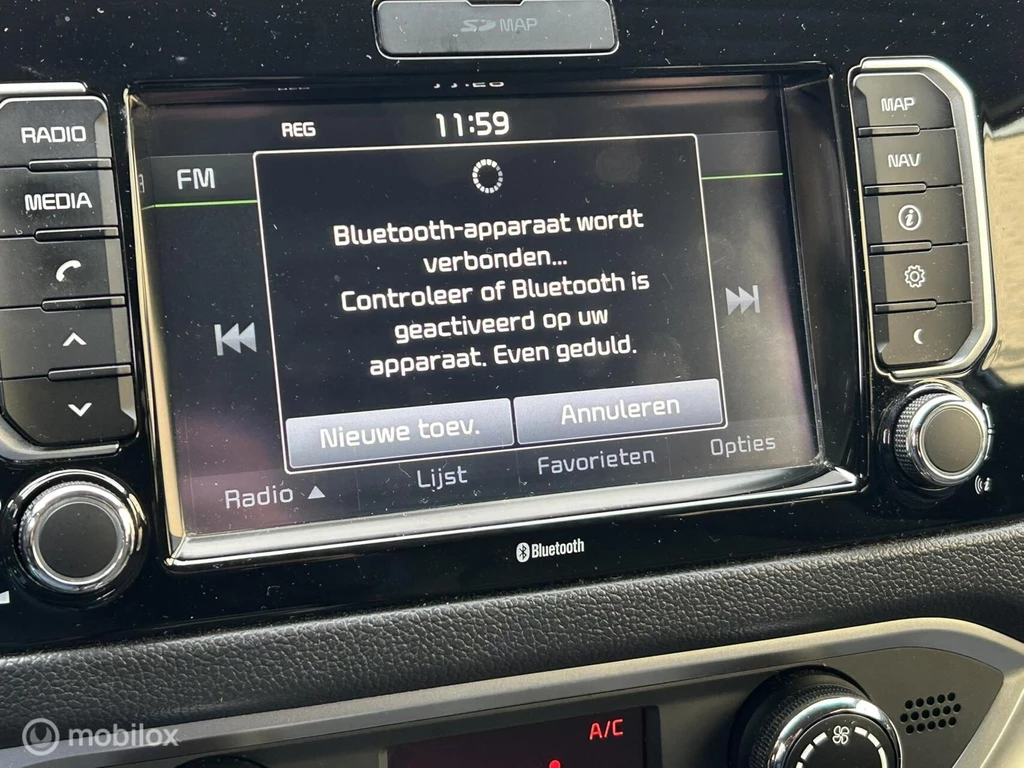 SD MAP
RADIO
MEDIA
MAP
NAV
REG
11:59
FM
Bluetooth-apparaat wordt
verbonden...
Controleer of Bluetooth is
geactiveerd op uw
apparaat. Even geduld.
Nieuwe toev.
Annuleren
Radio ▲
Lijst
Favorieten
Opties
Bluetooth
A/C
mobilox